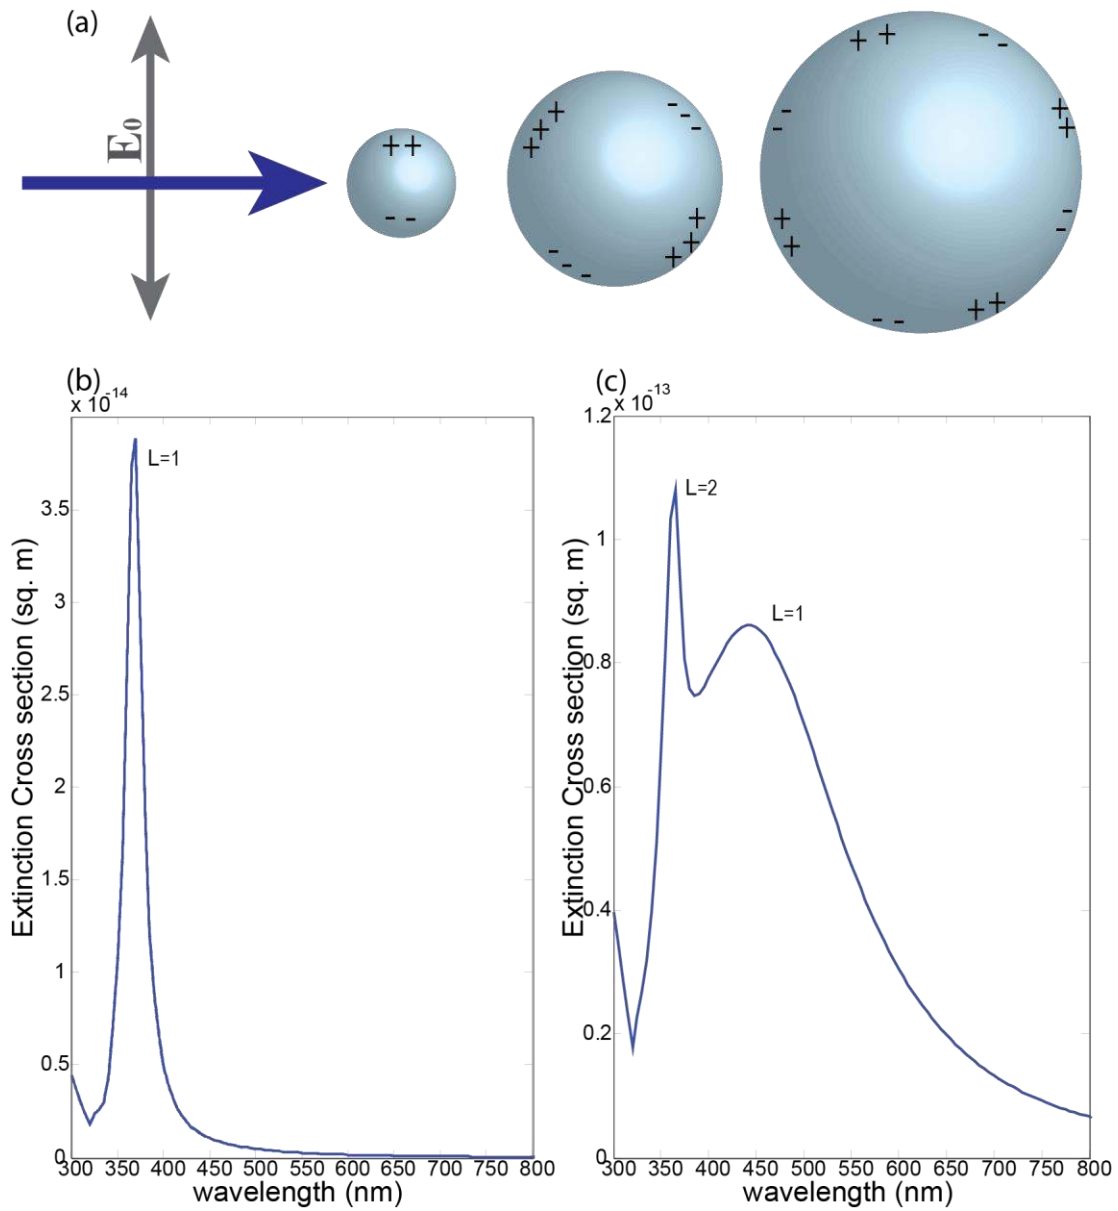 (a)
E₀
+ +
- -
+ + +
- - -
- - -
+ + +
+ +
- -
- -
+ +
+ +
- -
- -
+ +
(b)
x 10⁻¹⁴
L=1
3.5
3
2.5
2
1.5
1
0.5
0
300 350 400 450 500 550 600 650 700 750 800
wavelength (nm)
Extinction Cross section (sq. m)
(c)
x 10⁻¹³
1.2
L=2
1
L=1
0.8
0.6
0.4
0.2
0
300 350 400 450 500 550 600 650 700 750 800
wavelength (nm)
Extinction Cross section (sq. m)